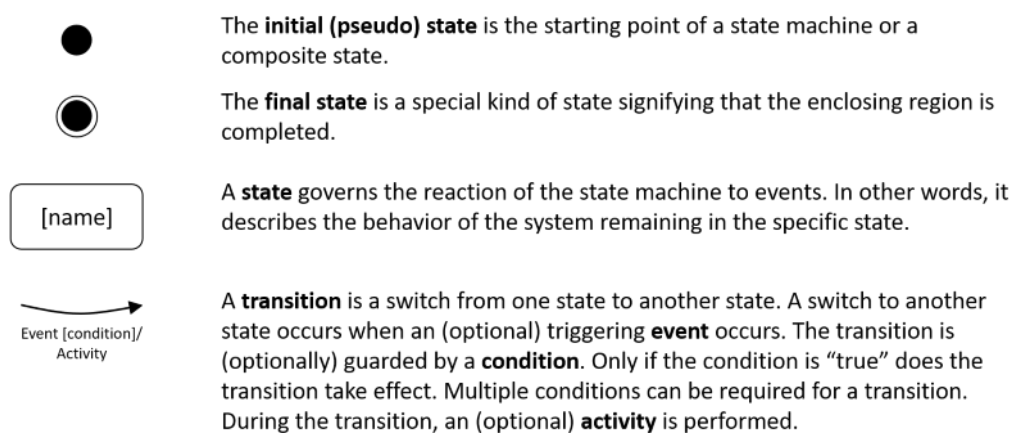 The initial (pseudo) state is the starting point of a state machine or a
composite state.
The final state is a special kind of state signifying that the enclosing region is
completed.
[name]
A state governs the reaction of the state machine to events. In other words, it
describes the behavior of the system remaining in the specific state.
Event [condition]/
Activity
A transition is a switch from one state to another state. A switch to another
state occurs when an (optional) triggering event occurs. The transition is
(optionally) guarded by a condition. Only if the condition is “true” does the
transition take effect. Multiple conditions can be required for a transition.
During the transition, an (optional) activity is performed.